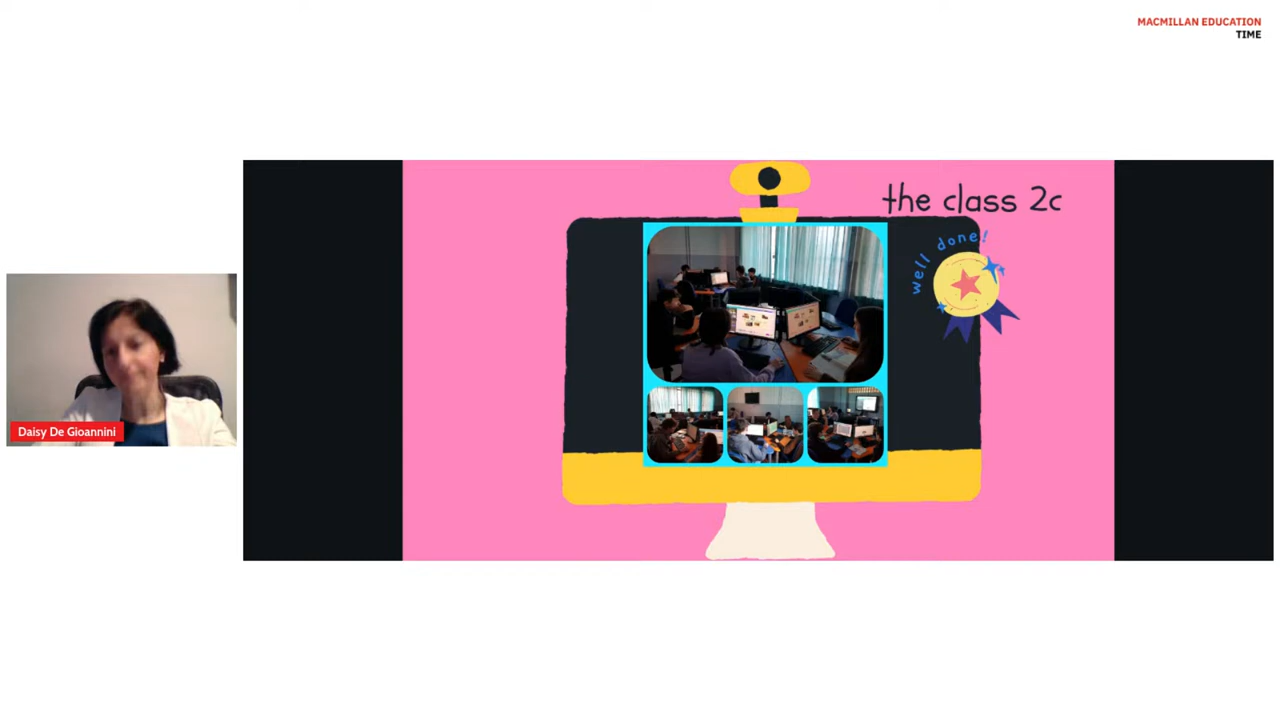 MACMILLAN EDUCATION
TIME
the class 2c
well done!
Daisy De Gioannini